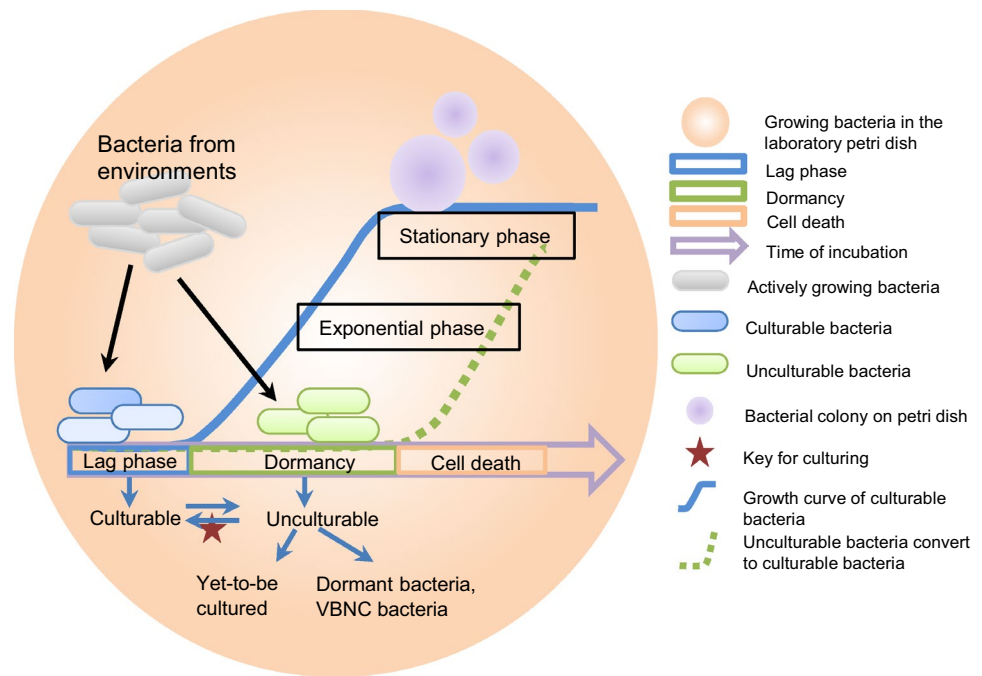 Bacteria from
environments
Stationary phase
Exponential phase
Lag phase
Dormancy
Cell death
Culturable
Unculturable
Yet-to-be
cultured
Dormant bacteria,
VBNC bacteria
Growing bacteria in the
laboratory petri dish
Lag phase
Dormancy
Cell death
Time of incubation
Actively growing bacteria
Culturable bacteria
Unculturable bacteria
Bacterial colony on petri dish
Key for culturing
Growth curve of culturable
bacteria
Unculturable bacteria convert
to culturable bacteria